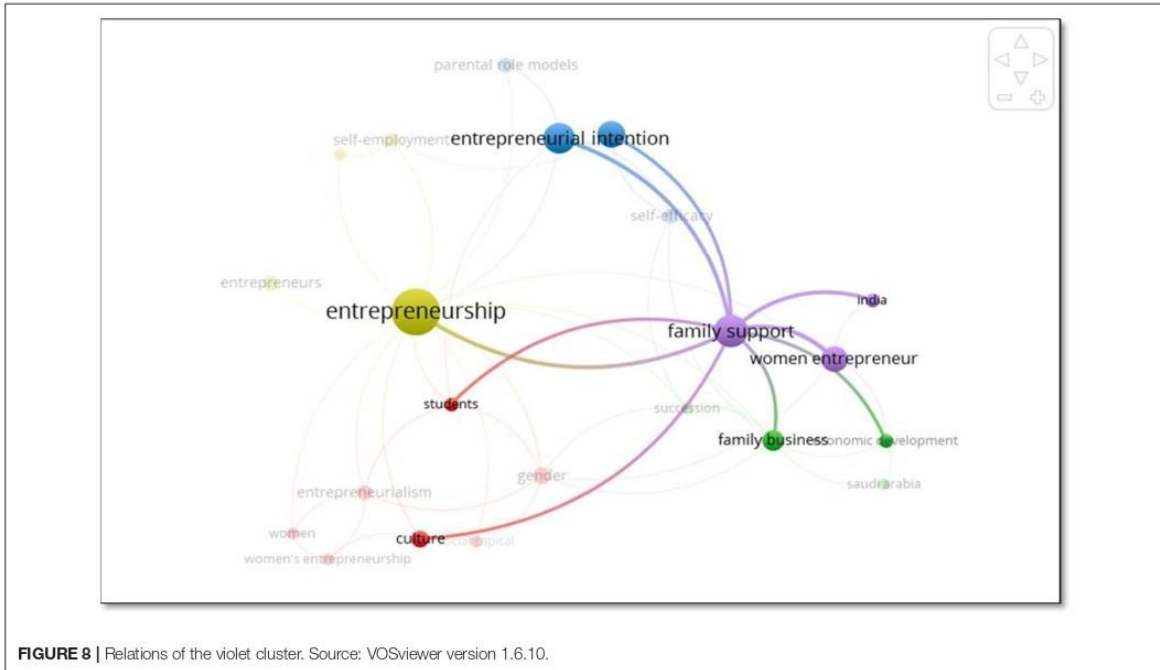 parental role models
self-employment
entrepreneurial intention
self-efficacy
entrepreneurs
india
entrepreneurship
family support
women entrepreneur
students
succession
family business
economic development
gender
saudi arabia
entrepreneurialism
women
culture
social capital
women's entrepreneurship
FIGURE 8 | Relations of the violet cluster. Source: VOSviewer version 1.6.10.